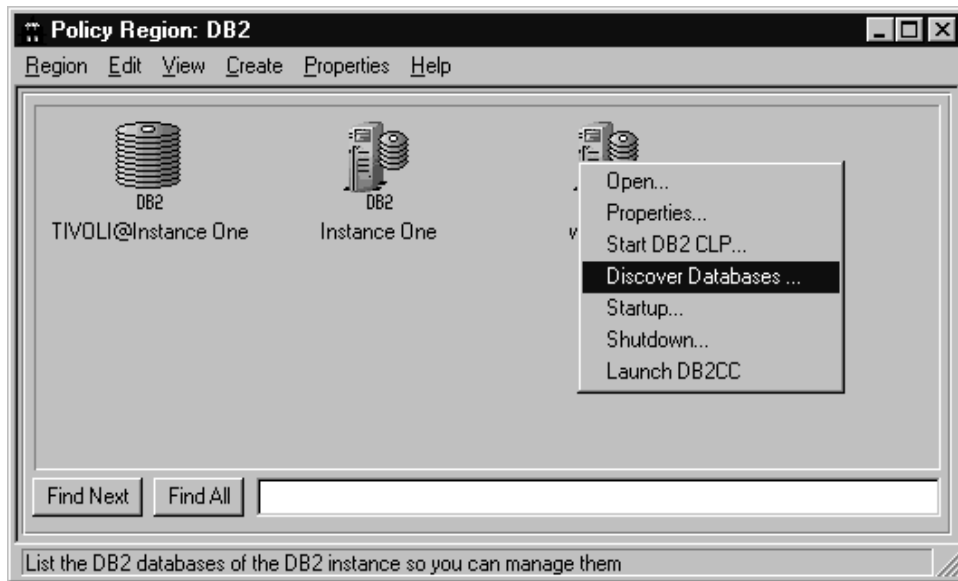 Policy Region: DB2
Region Edit View Create Properties Help
DB2
TIVOLI@Instance One
DB2
Instance One
Open...
Properties...
Start DB2 CLP...
Discover Databases ...
Startup...
Shutdown...
Launch DB2CC
Find Next Find All
List the DB2 databases of the DB2 instance so you can manage them